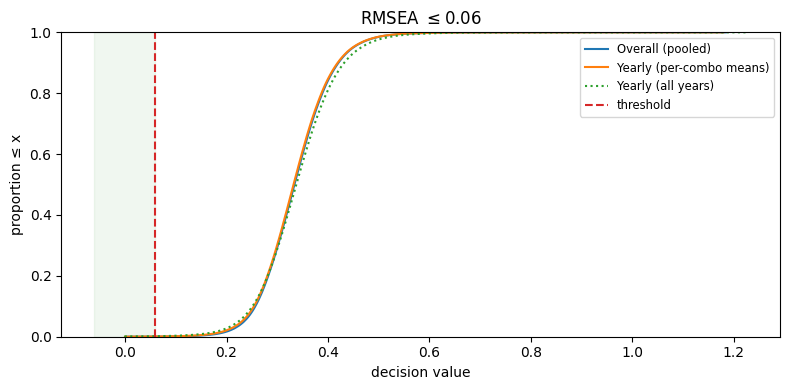 RMSEA ≤ 0.06
proportion ≤ x
1.0
0.8
0.6
0.4
0.2
0.0
Overall (pooled)
Yearly (per-combo means)
Yearly (all years)
threshold
0.0 0.2 0.4 0.6 0.8 1.0 1.2
decision value